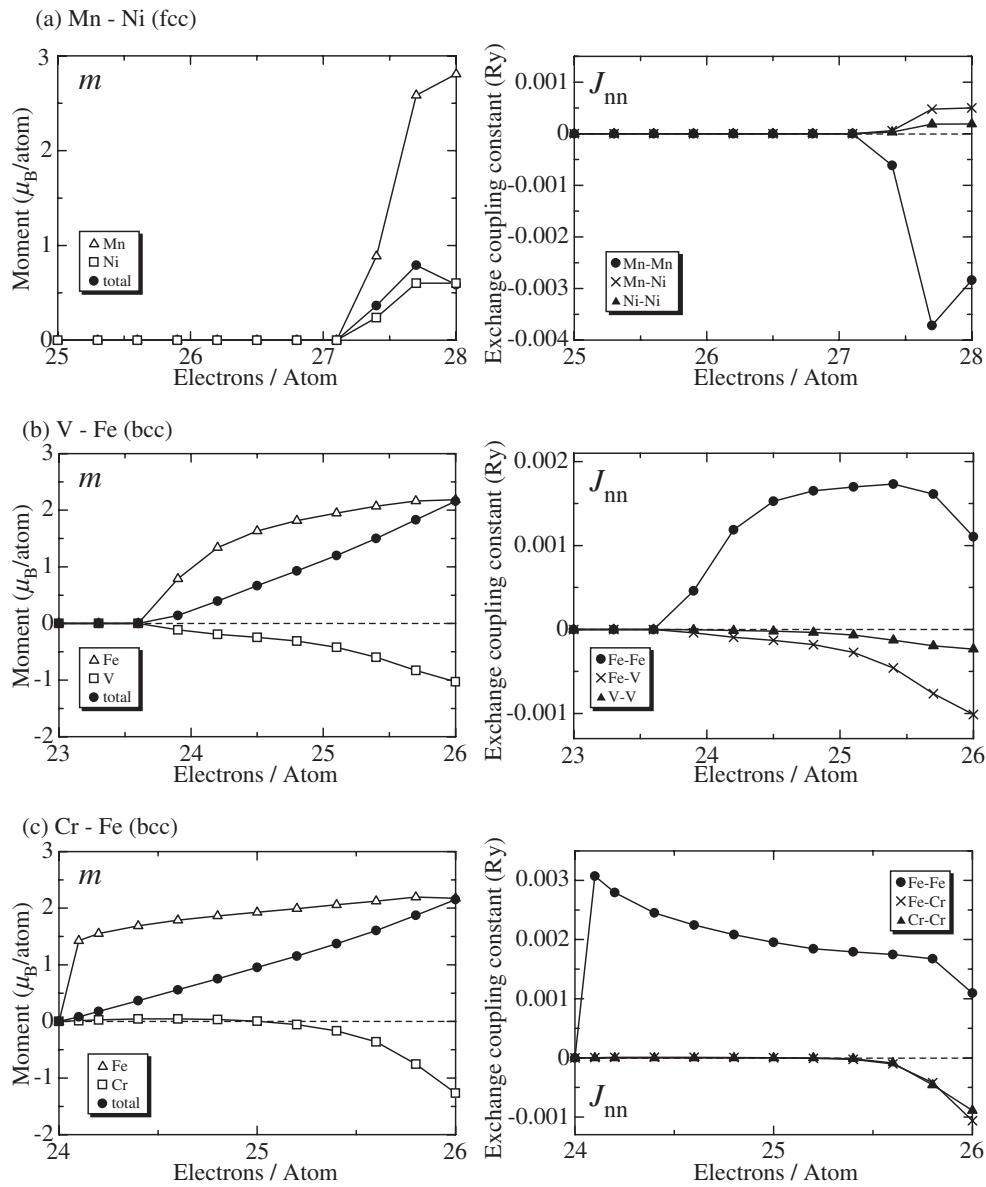 (a) Mn - Ni (fcc)
m
Moment (μB/atom)
3
2
1
0
25
26
27
28
Electrons / Atom
Mn
Ni
total
Jnn
Exchange coupling constant (Ry)
0.001
0
-0.001
-0.002
-0.003
-0.004
25
26
27
28
Electrons / Atom
Mn-Mn
Mn-Ni
Ni-Ni
(b) V - Fe (bcc)
m
Moment (μB/atom)
3
2
1
0
-1
-2
23
24
25
26
Electrons / Atom
Fe
V
total
Jnn
Exchange coupling constant (Ry)
0.002
0.001
0
-0.001
23
24
25
26
Electrons / Atom
Fe-Fe
Fe-V
V-V
(c) Cr - Fe (bcc)
m
Moment (μB/atom)
3
2
1
0
-1
-2
24
25
26
Electrons / Atom
Fe
Cr
total
Jnn
Exchange coupling constant (Ry)
0.003
0.002
0.001
0
-0.001
24
25
26
Electrons / Atom
Fe-Fe
Fe-Cr
Cr-Cr